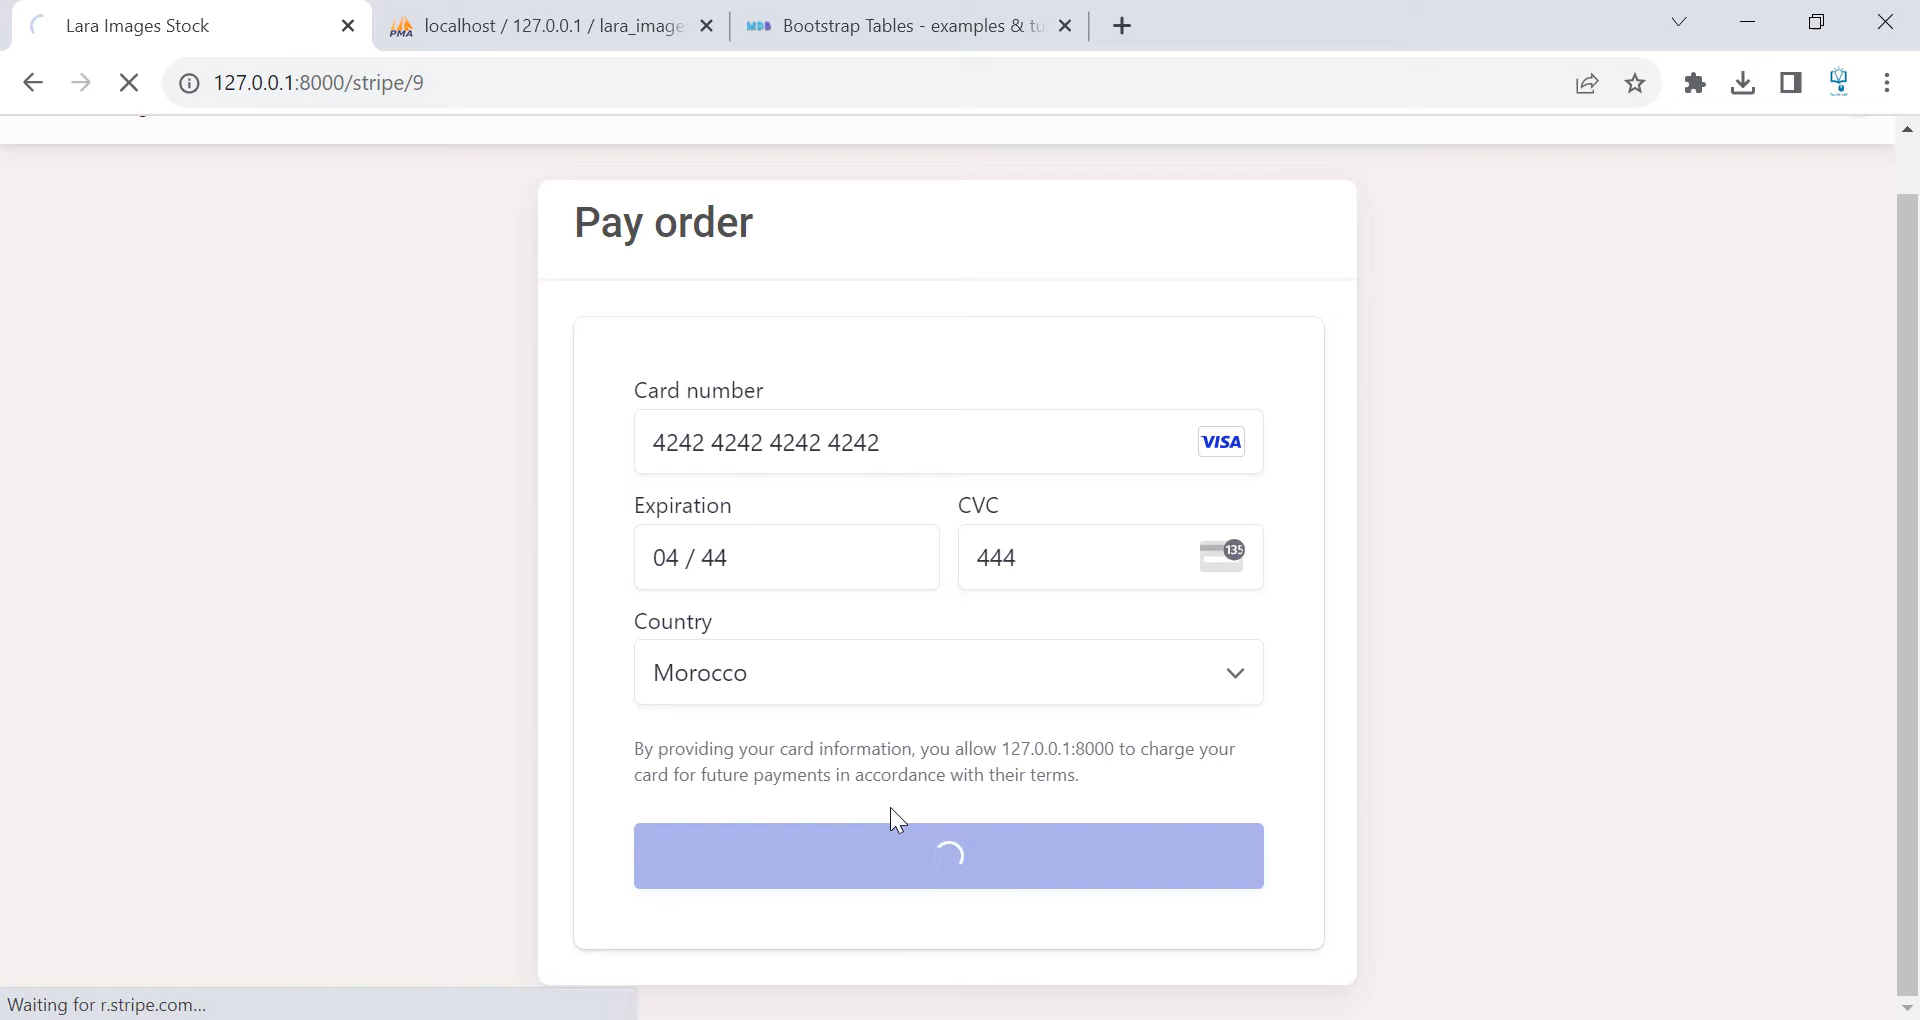 Lara Images Stock
localhost / 127.0.0.1 / lara_image
Bootstrap Tables - examples & tu
127.0.0.1:8000/stripe/9
Pay order
Card number
4242 4242 4242 4242
VISA
Expiration
CVC
04 / 44
444
135
Country
Morocco
By providing your card information, you allow 127.0.0.1:8000 to charge your
card for future payments in accordance with their terms.
Waiting for r.stripe.com...